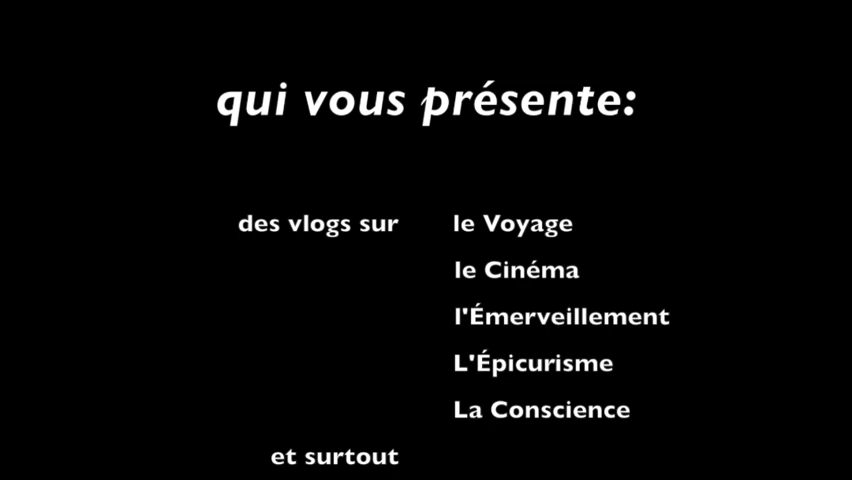 qui vous présente:
des vlogs sur le Voyage
le Cinéma
l'Émerveillement
L'Épicurisme
La Conscience
et surtout